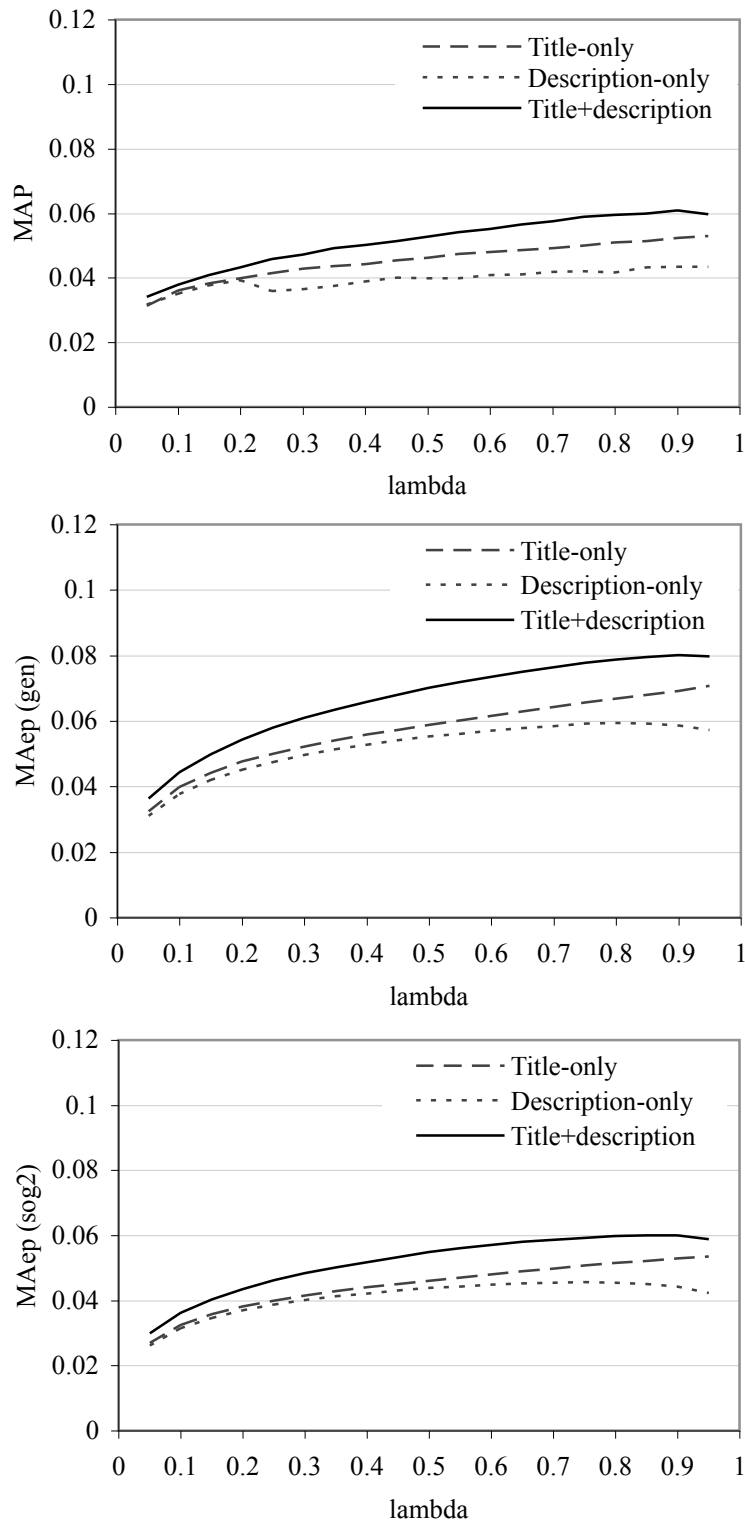 0.12
Title-only
0.1
Description-only
Title+description
0.08
MAP
0.06
0.04
0.02
0
0 0.1 0.2 0.3 0.4 0.5 0.6 0.7 0.8 0.9 1
lambda
0.12
Title-only
0.1
Description-only
Title+description
0.08
MAep (gen)
0.06
0.04
0.02
0
0 0.1 0.2 0.3 0.4 0.5 0.6 0.7 0.8 0.9 1
lambda
0.12
Title-only
0.1
Description-only
Title+description
0.08
MAep (sog2)
0.06
0.04
0.02
0
0 0.1 0.2 0.3 0.4 0.5 0.6 0.7 0.8 0.9 1
lambda